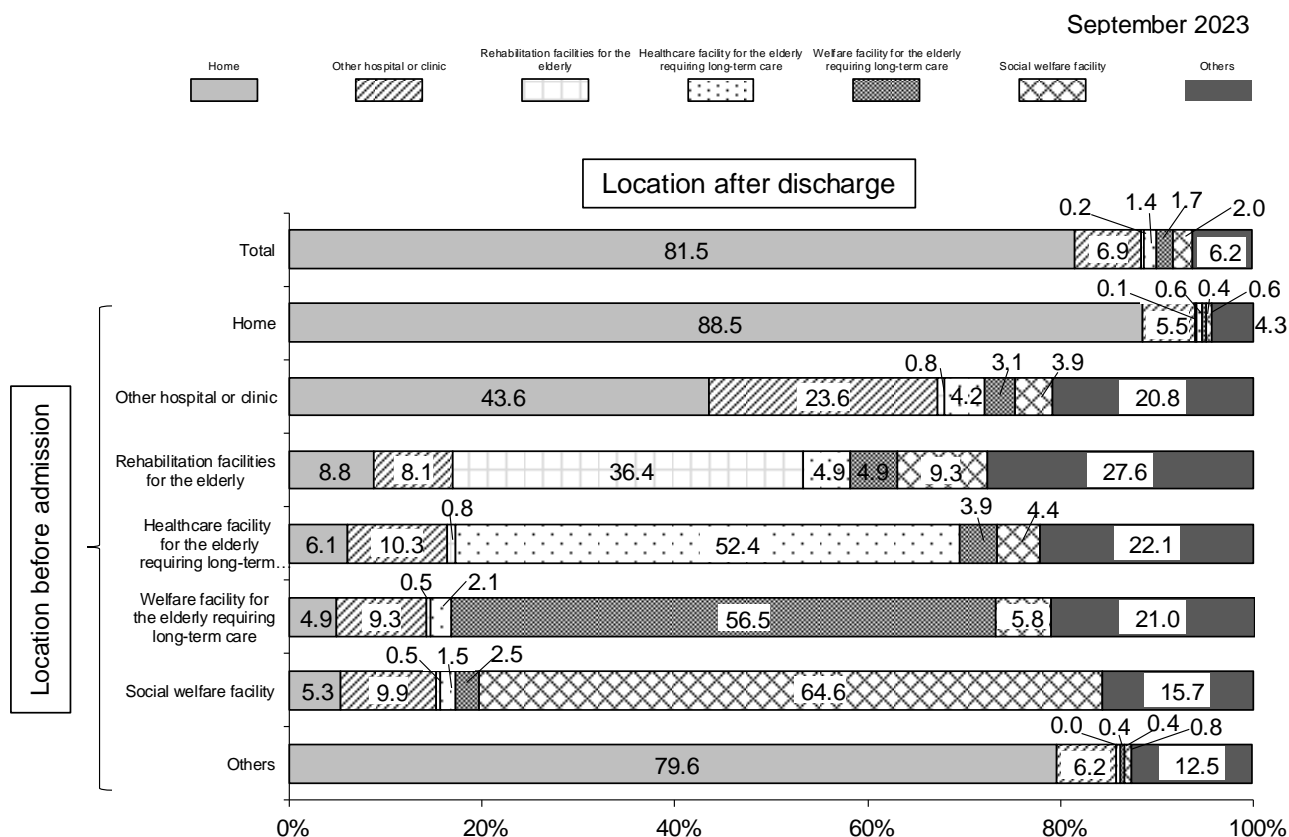 September 2023
Home
Other hospital or clinic
Rehabilitation facilities for the
elderly
Healthcare facility for the elderly
requiring long-term care
Welfare facility for the elderly
requiring long-term care
Social welfare facility
Others
Location after discharge
Total
81.5
6.9
0.2
1.4
1.7
2.0
6.2
Home
88.5
5.5
0.1
0.6
0.4
0.6
4.3
Other hospital or clinic
43.6
23.6
0.8
4.2
3.1
3.9
20.8
Rehabilitation facilities
for the elderly
8.8
8.1
36.4
4.9
4.9
9.3
27.6
Healthcare facility
for the elderly
requiring long-term…
6.1
10.3
0.8
52.4
3.9
4.4
22.1
Welfare facility for
the elderly requiring
long-term care
4.9
9.3
0.5
2.1
56.5
5.8
21.0
Social welfare facility
5.3
9.9
0.5
1.5
2.5
64.6
15.7
Others
79.6
6.2
0.0
0.4
0.4
0.8
12.5
Location before admission
0%
20%
40%
60%
80%
100%